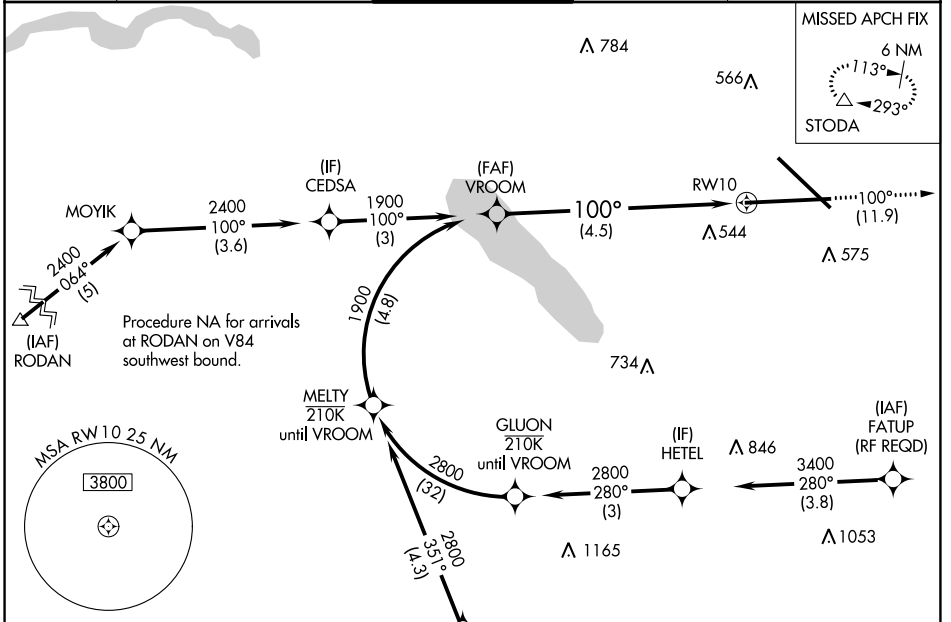 MISSED APCH FIX
6 NM
113°
293°
STODA
784
566
(IF)
CEDSA
(FAF)
VROOM
RW10
MOYIK
2400
100°
(3.6)
1900
100°
(3)
100°
(4.5)
100°
(11.9)
544
575
2400
064°
(5)
(IAF)
RODAN
Procedure NA for arrivals
at RODAN on V84
southwest bound.
1900
(4.8)
734
MELTY
210K
until VROOM
GLUON
210K
until VROOM
(IF)
HETEL
846
(IAF)
FATUP
(RF REQD)
2800
(32)
2800
280°
(3)
3400
280°
(3.8)
MSA RW10 25 NM
3800
1165
1053
2800
351°
(4.3)